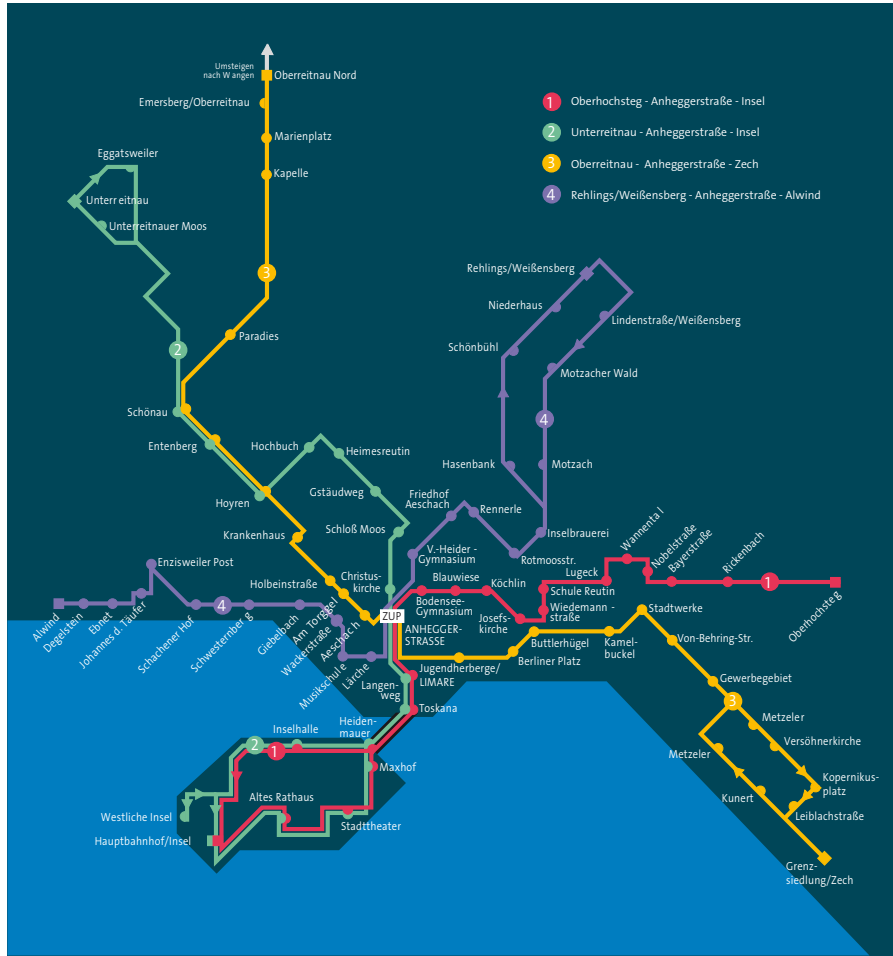 Umsteigen
nach Wangen
Oberreitnau Nord
Emersberg/Oberreitnau
Marienplatz
Kapelle
1 Oberhochsteg - Anheggerstraße - Insel
2 Unterreitnau - Anheggerstraße - Insel
3 Oberreitnau - Anheggerstraße - Zech
4 Rehlings/Weißensberg - Anheggerstraße - Alwind
Eggatsweiler
Unterreitnau
Unterreitnauer Moos
3
Rehlings/Weißensberg
Niederhaus
Lindenstraße/Weißensberg
Paradies
2
Schönbühl
Motzacher Wald
Schönau
4
Entenberg
Hochbuch
Heimesreutin
Hasenbank
Motzach
Hoyren
Gstäudweg
Friedhof
Aeschach
Rennerle
Krankenhaus
Schloß Moos
Inselbrauerei
V.-Heider -
Gymnasium
Rotmoosstr.
Wannental
Nobelstraße
Bayerstraße
Rickenbach
Enzisweiler Post
Holbeinstraße
Christus-
kirche
Blauwiese
Köchlin
Lugeck
Schule Reutin
1
Oberhochsteg
Bodensee-
Gymnasium
Josefs-
kirche
Wiedemann -
straße
Stadtwerke
Alwind
Degelstein
Ebnet
Johannes d. Täufer
Schachener Hof
4
Schwesternberg
Giebelbach
Am Torggel
Wackerstraße
Aeschach
Musikschule
Lärche
ZUP
ANHEGGER-
STRASSE
Buttlerhügel
Kamel-
buckel
Von-Behring-Str.
Berliner Platz
Jugendherberge/
LIMARE
Langen-
weg
Toskana
Gewerbegebiet
3
Metzeler
Versöhnerkirche
Metzeler
Kopernikus-
platz
Kunert
Leiblachstraße
Grenz-
siedlung/Zech
Heiden-
mauer
Inselhalle
2
1
Maxhof
Altes Rathaus
Westliche Insel
Stadttheater
Hauptbahnhof/Insel